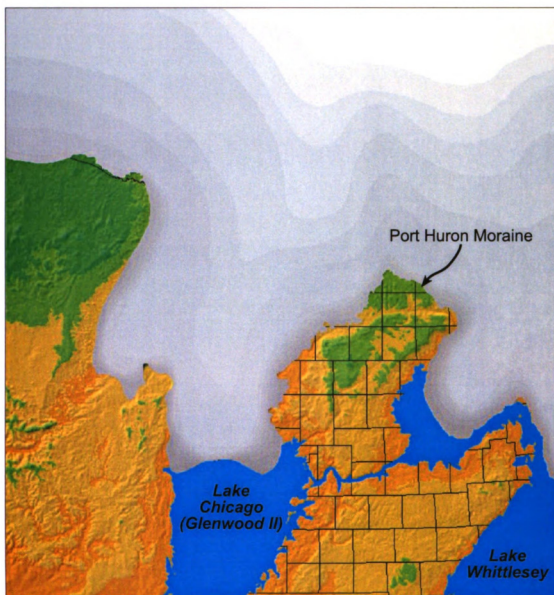 Port Huron Moraine
Lake
Chicago
(Glenwood II)
Lake
Whittlesey